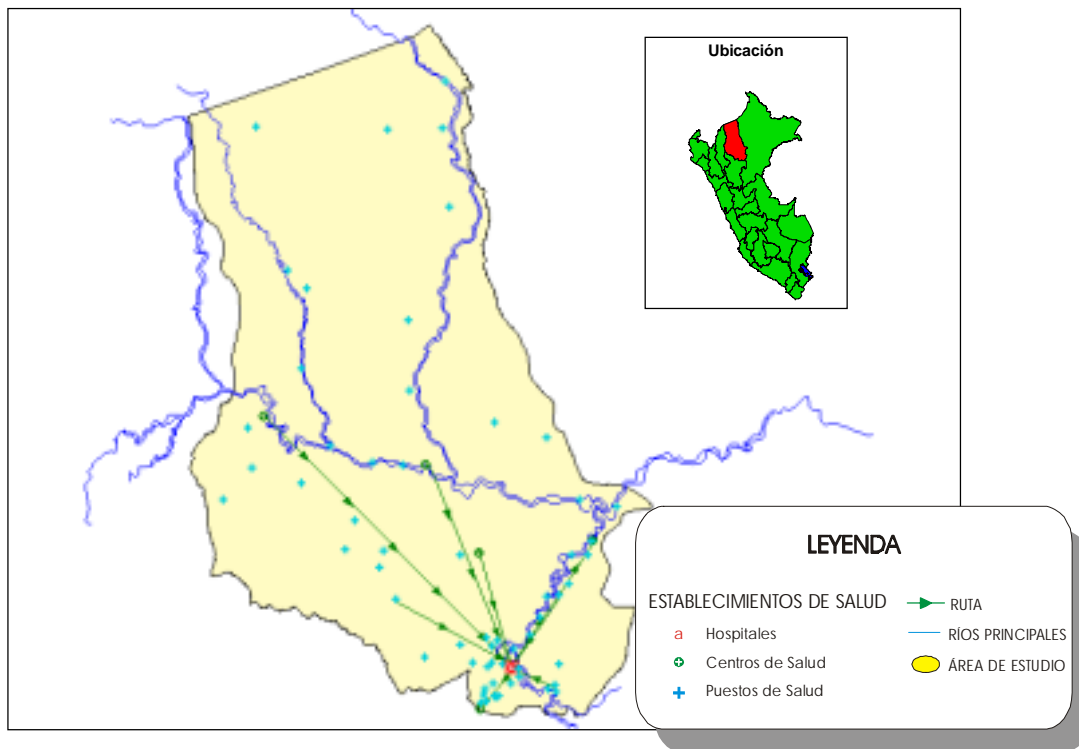 Ubicación
LEYENDA
ESTABLECIMIENTOS DE SALUD
a Hospitales
Centros de Salud
Puestos de Salud
RUTA
RÍOS PRINCIPALES
ÁREA DE ESTUDIO